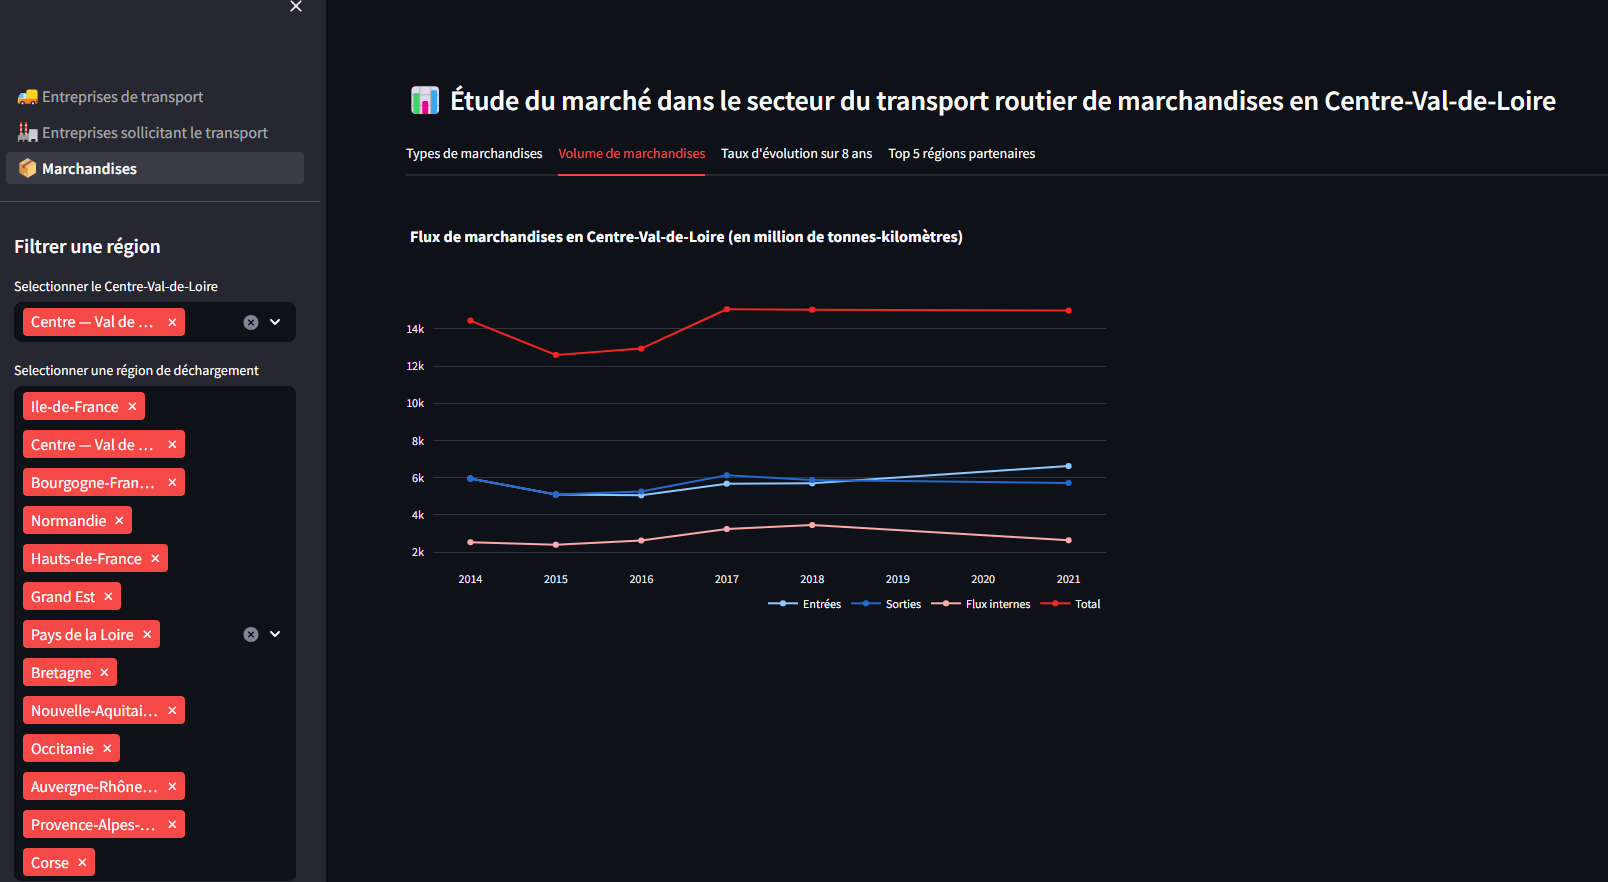 Entreprises de transport
Entreprises sollicitant le transport
Marchandises
Filtrer une région
Selectionner le Centre-Val-de-Loire
Centre — Val de ...
Selectionner une région de déchargement
Ile-de-France
Centre — Val de ...
Bourgogne-Fran...
Normandie
Hauts-de-France
Grand Est
Pays de la Loire
Bretagne
Nouvelle-Aquitai...
Occitanie
Auvergne-Rhône...
Provence-Alpes-...
Corse
Étude du marché dans le secteur du transport routier de marchandises en Centre-Val-de-Loire
Types de marchandises Volume de marchandises Taux d'évolution sur 8 ans Top 5 régions partenaires
Flux de marchandises en Centre-Val-de-Loire (en million de tonnes-kilomètres)
14k
12k
10k
8k
6k
4k
2k
2014 2015 2016 2017 2018 2019 2020 2021
Entrées Sorties Flux internes Total